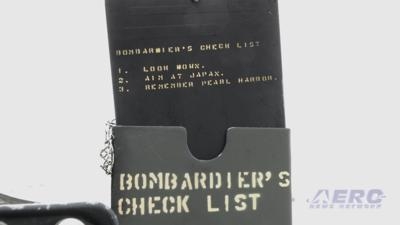 BOMBARDIER'S CHECK LIST
1. LOOK DOWN.
2. AIM AT JAPAN.
3. REMEMBER PEARL HARBOR.
BOMBARDIER'S
CHECK LIST
AERO
NEWS NETWORK